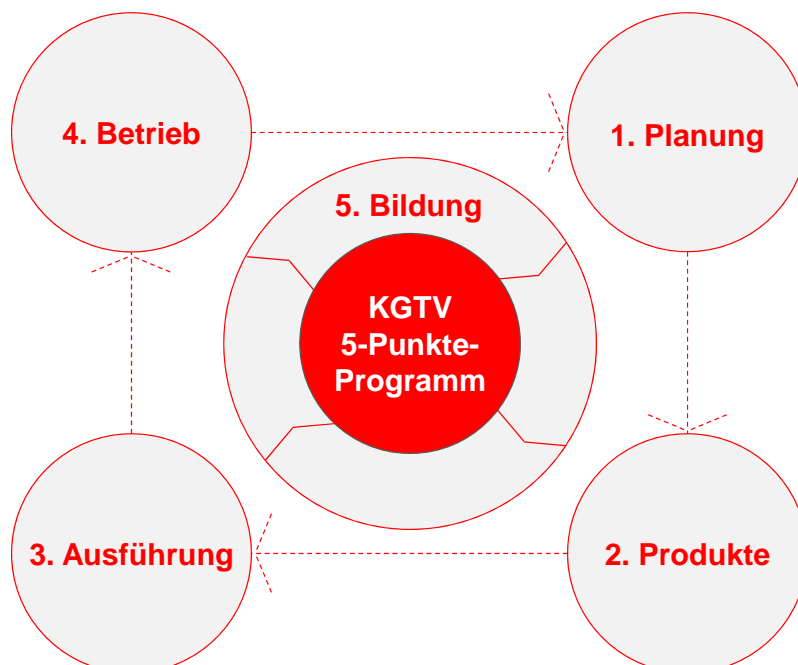 4. Betrieb
1. Planung
5. Bildung
KGTV
5-Punkte-
Programm
3. Ausführung
2. Produkte